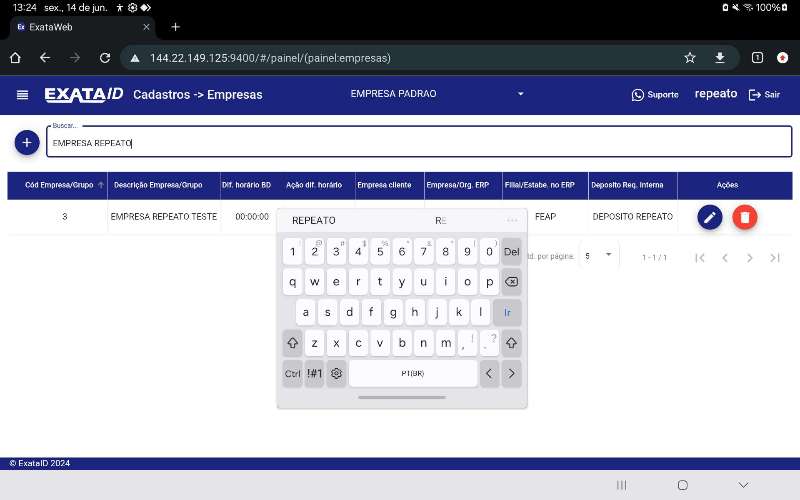 13:24 sex., 14 de jun. 100%
ExataWeb
144.22.149.125:9400/#/painel/(painel:empresas)
1
EXATAID Cadastros -> Empresas EMPRESA PADRAO Suporte repeato Sair
Buscar...
EMPRESA REPEATO
Cód Empresa/Grupo Descrição Empresa/Grupo Dif. horário BD Ação dif. horário Empresa cliente Empresa/Org. ERP Filial/Estabe. no ERP Deposito Req. Interna Ações
3 EMPRESA REPEATO TESTE 00:00:00 FEAP DEPOSITO REPEATO
REPEATO RE ...
td. por página. 5 1 - 1 / 1
1 2 3 4 5 6 7 8 9 0 Del
q w e r t y u i o p
a s d f g h j k l Ir
z x c v b n m , ! . ?
Ctrl !#1 PT(BR) < >
© ExataID 2024